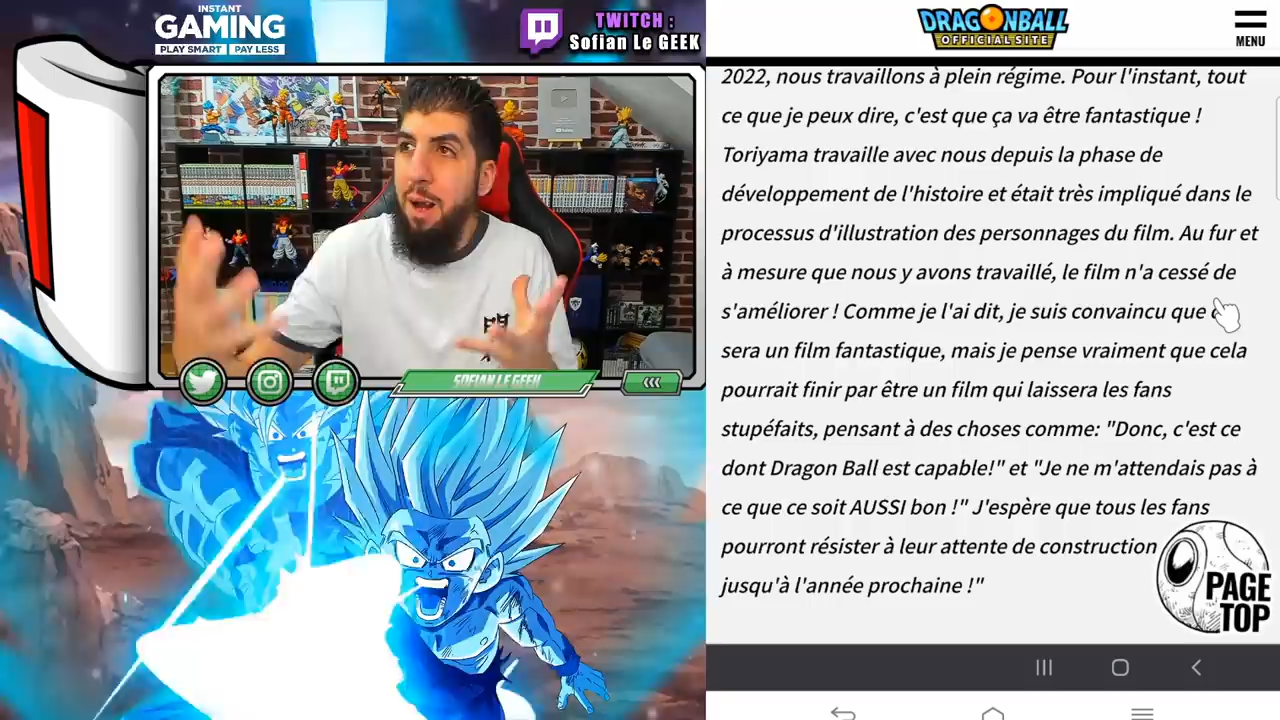 INSTANT
GAMING
PLAY SMART PAY LESS
TWITCH :
Sofian Le GEEK
SOFIAN LE GEEK
DRAGONBALL
OFFICIAL SITE
MENU
2022, nous travaillons à plein régime. Pour l'instant, tout
ce que je peux dire, c'est que ça va être fantastique !
Toriyama travaille avec nous depuis la phase de
développement de l'histoire et était très impliqué dans le
processus d'illustration des personnages du film. Au fur et
à mesure que nous y avons travaillé, le film n'a cessé de
s'améliorer ! Comme je l'ai dit, je suis convaincu que
sera un film fantastique, mais je pense vraiment que cela
pourrait finir par être un film qui laissera les fans
stupéfaits, pensant à des choses comme: "Donc, c'est ce
dont Dragon Ball est capable!" et "Je ne m'attendais pas à
ce que ce soit AUSSI bon !" J'espère que tous les fans
pourront résister à leur attente de construction
jusqu'à l'année prochaine !"
PAGE
TOP